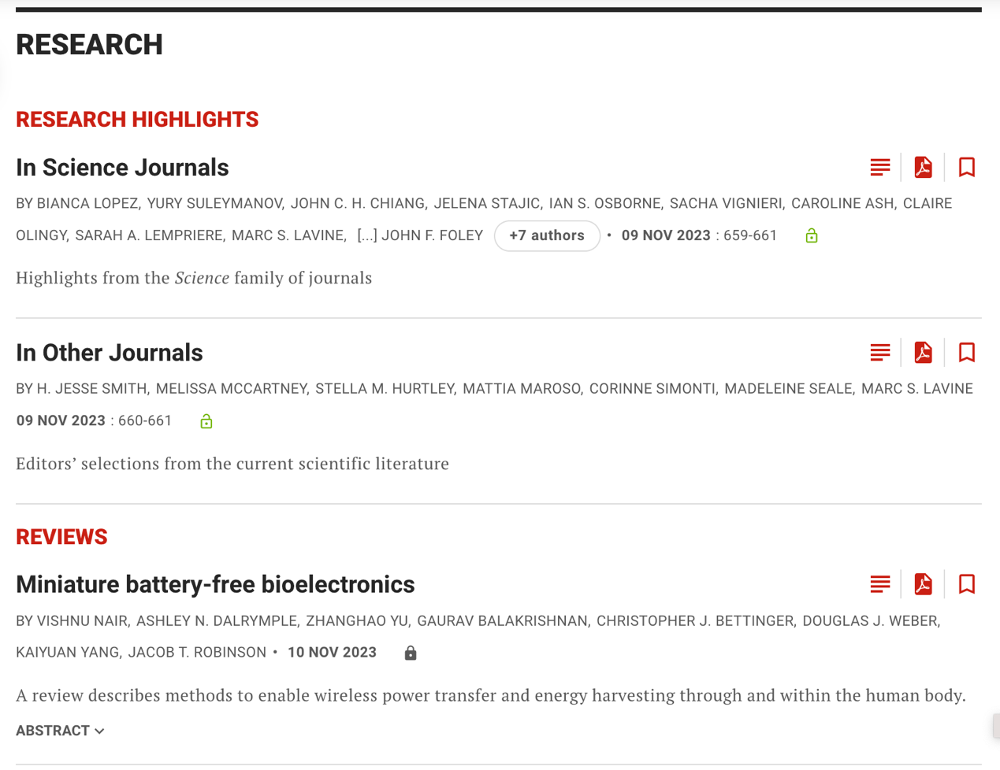 RESEARCH
RESEARCH HIGHLIGHTS
In Science Journals
BY BIANCA LOPEZ, YURY SULEYMANOV, JOHN C. H. CHIANG, JELENA STAJIC, IAN S. OSBORNE, SACHA VIGNIERI, CAROLINE ASH, CLAIRE
OLINGY, SARAH A. LEMPRIERE, MARC S. LAVINE, [...] JOHN F. FOLEY +7 authors • 09 NOV 2023 : 659-661
Highlights from the Science family of journals
In Other Journals
BY H. JESSE SMITH, MELISSA MCCARTNEY, STELLA M. HURTLEY, MATTIA MAROSO, CORINNE SIMONTI, MADELEINE SEALE, MARC S. LAVINE
09 NOV 2023 : 660-661
Editors’ selections from the current scientific literature
REVIEWS
Miniature battery-free bioelectronics
BY VISHNU NAIR, ASHLEY N. DALRYMPLE, ZHANGHAO YU, GAURAV BALAKRISHNAN, CHRISTOPHER J. BETTINGER, DOUGLAS J. WEBER,
KAIYUAN YANG, JACOB T. ROBINSON • 10 NOV 2023
A review describes methods to enable wireless power transfer and energy harvesting through and within the human body.
ABSTRACT